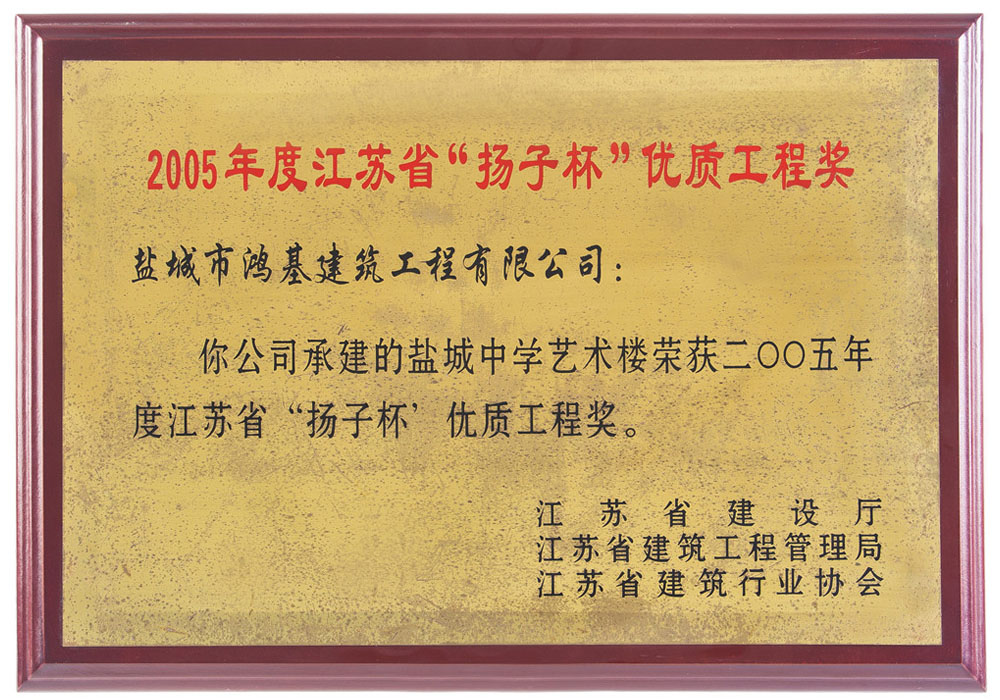 2005年度江苏省“扬子杯”优质工程奖
盐城市鸿基建筑工程有限公司：
你公司承建的盐城中学艺术楼荣获二〇〇五年
度江苏省“扬子杯’优质工程奖。
江苏省建设厅
江苏省建筑工程管理局
江苏省建筑行业协会